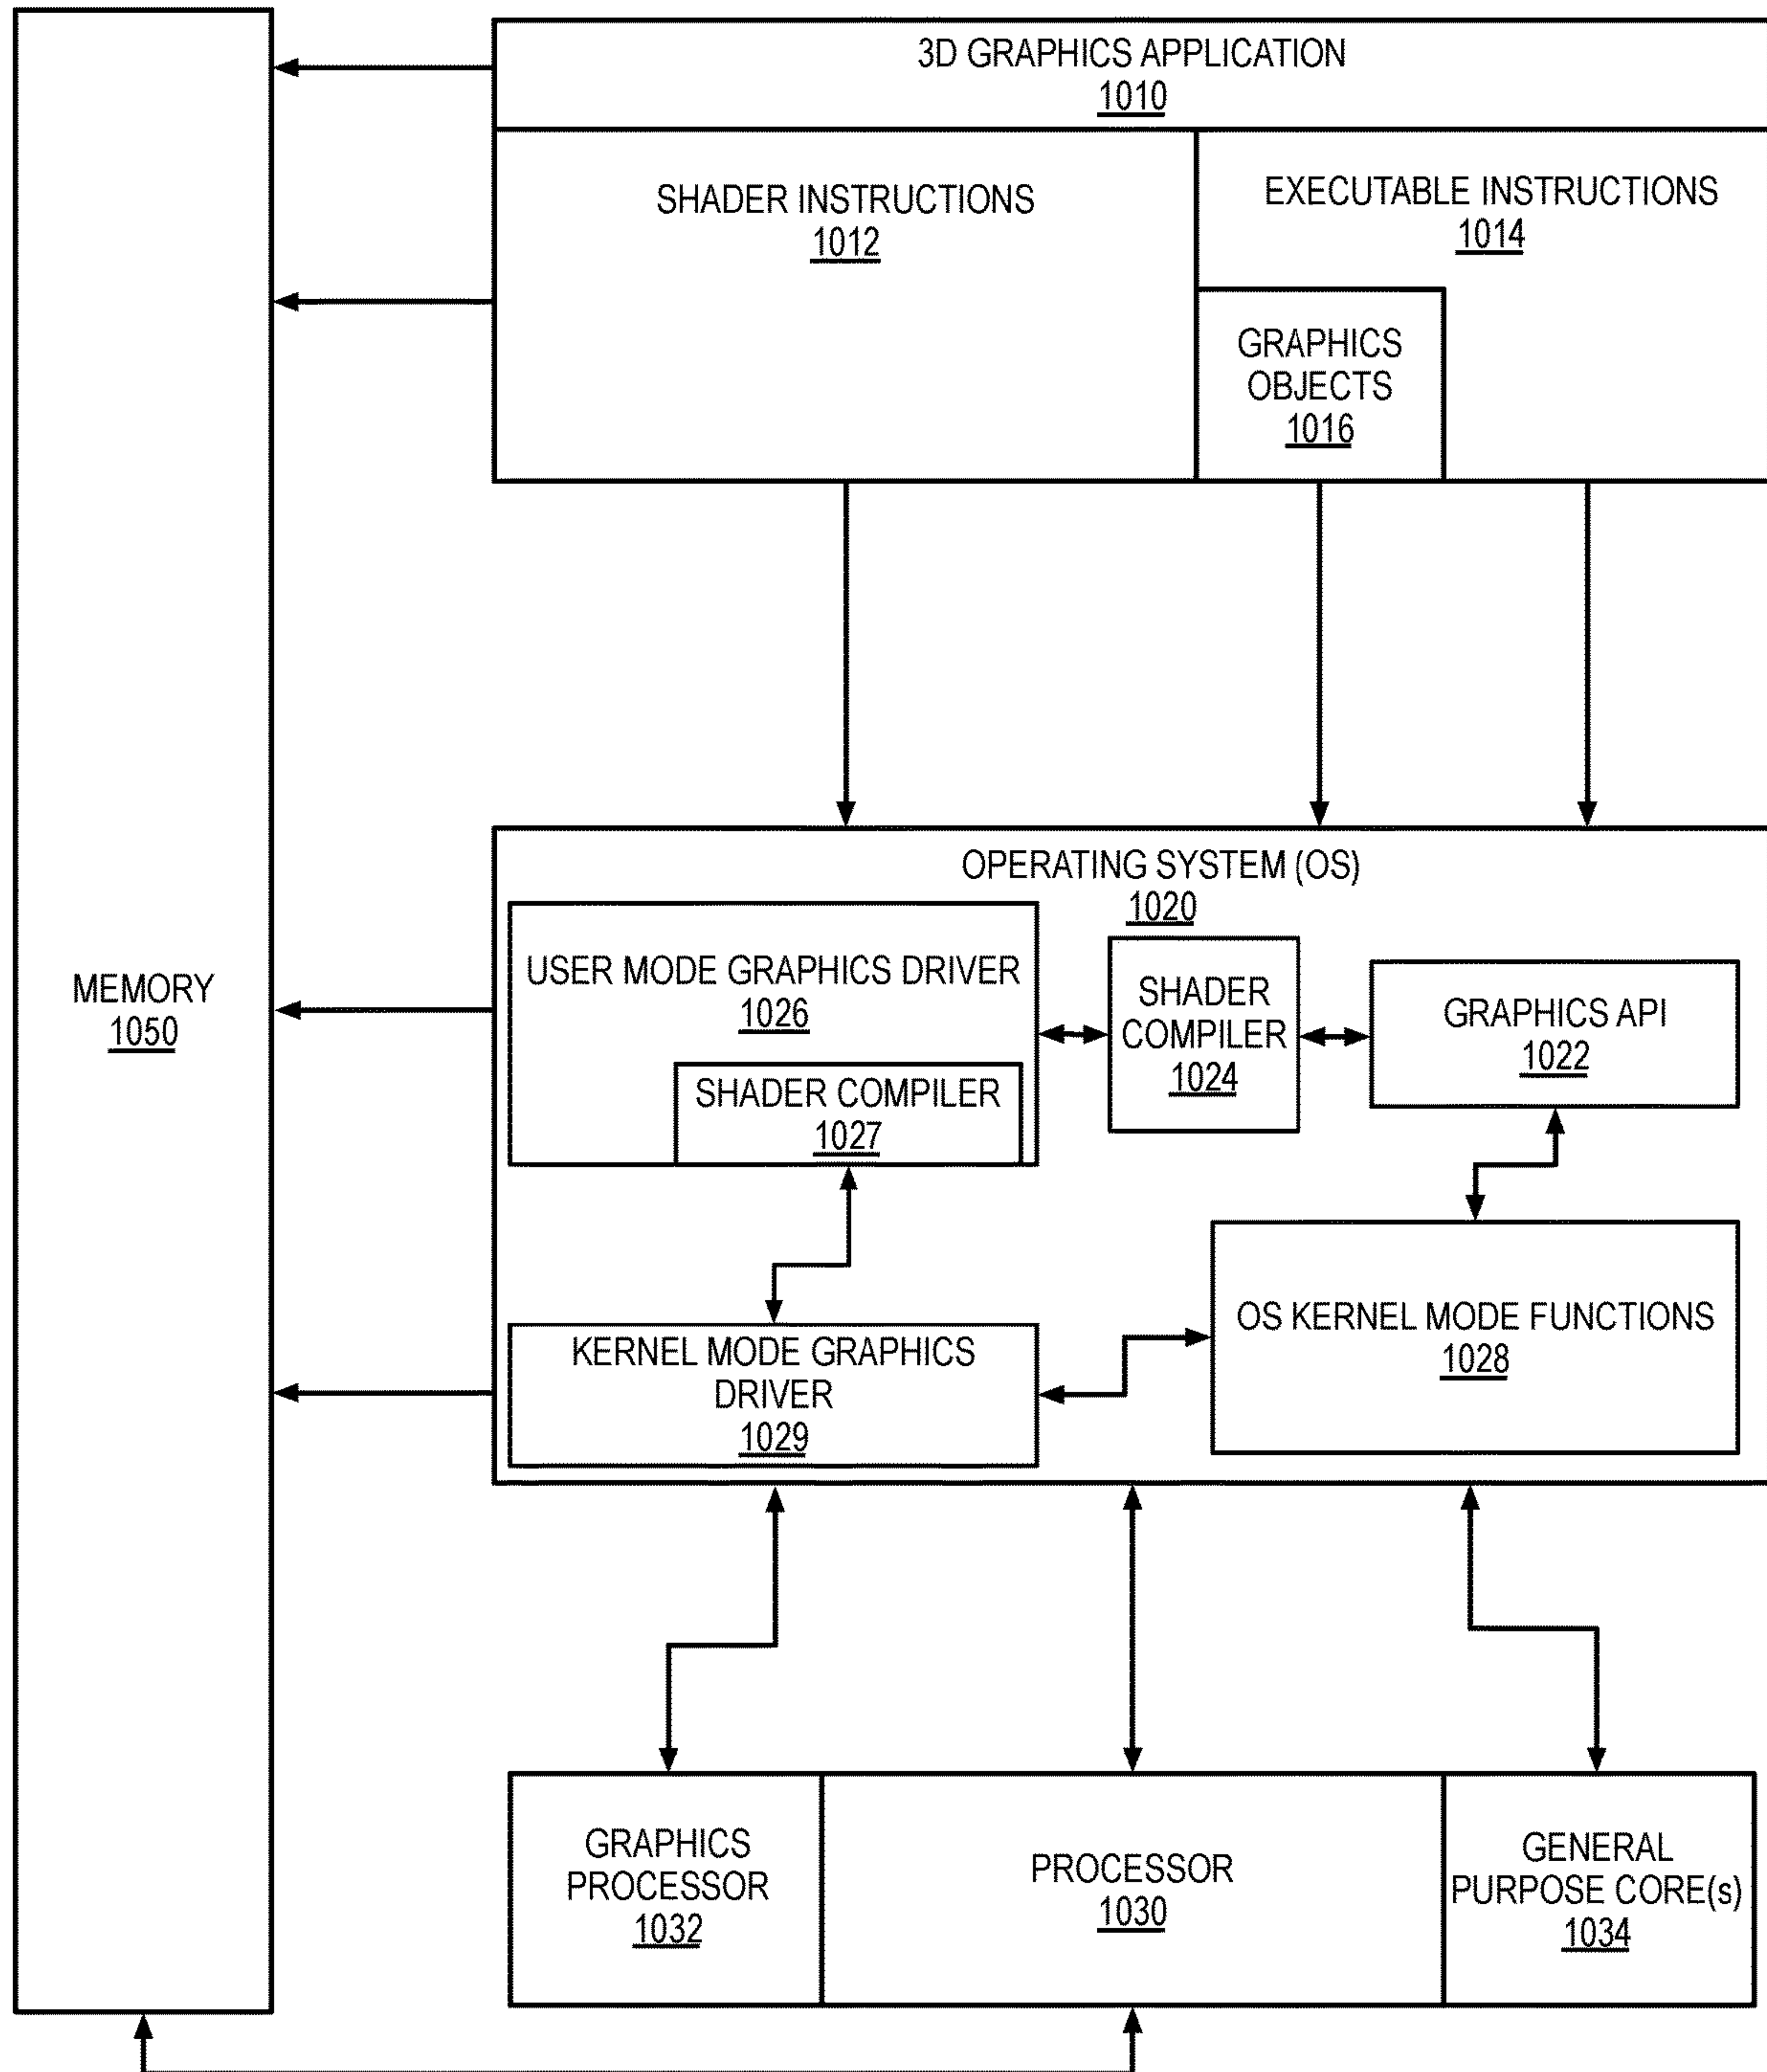 3D GRAPHICS APPLICATION
1010
SHADER INSTRUCTIONS
1012
EXECUTABLE INSTRUCTIONS
1014
GRAPHICS
OBJECTS
1016
MEMORY
1050
OPERATING SYSTEM (OS)
1020
USER MODE GRAPHICS DRIVER
1026
SHADER COMPILER
1027
SHADER
COMPILER
1024
GRAPHICS API
1022
KERNEL MODE GRAPHICS
DRIVER
1029
OS KERNEL MODE FUNCTIONS
1028
GRAPHICS
PROCESSOR
1032
PROCESSOR
1030
GENERAL
PURPOSE CORE(s)
1034